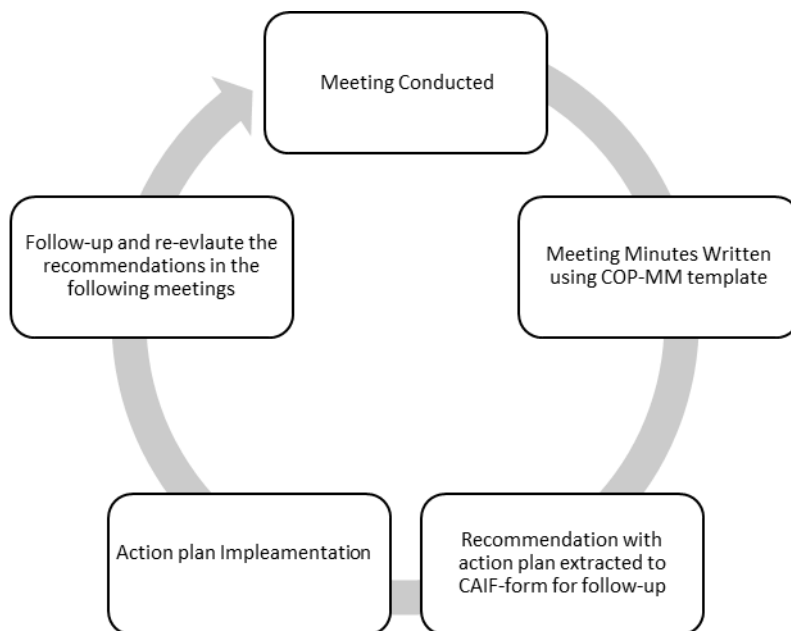 Meeting Conducted
Meeting Minutes Written
using COP-MM template
Recommendation with
action plan extracted to
CAIF-form for follow-up
Action plan Impleamentation
Follow-up and re-evlaute the
recommendations in the
following meetings